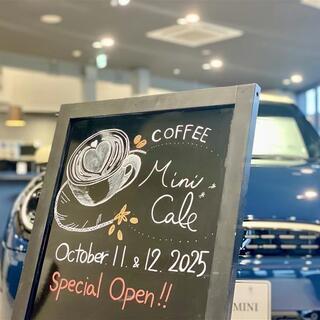 COFFEE
Mini
Cafe
October 11. & 12. 2025.
Special Open!!
MINI